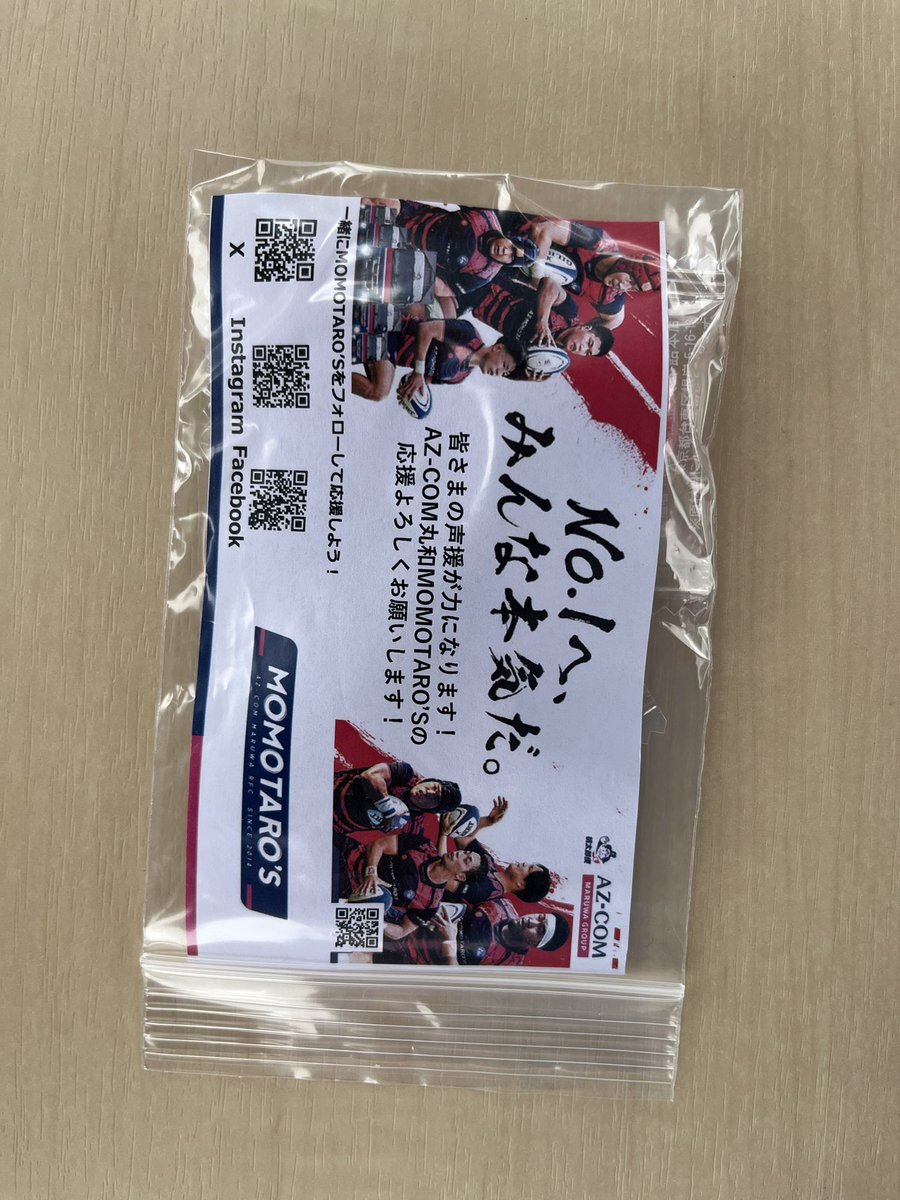 No.1へ、
みんな本気だ。
皆さまの声援が力になります！
AZ-COM丸和MOMOTARO'Sの
応援よろしくお願いします！
桃太郎便
AZ-COM
MARUWA GROUP
一緒にMOMOTARO'Sをフォローして応援しよう！
X
Instagram
Facebook
MOMOTARO'S
AZ-COM MARUWA RFC SINCE 2014